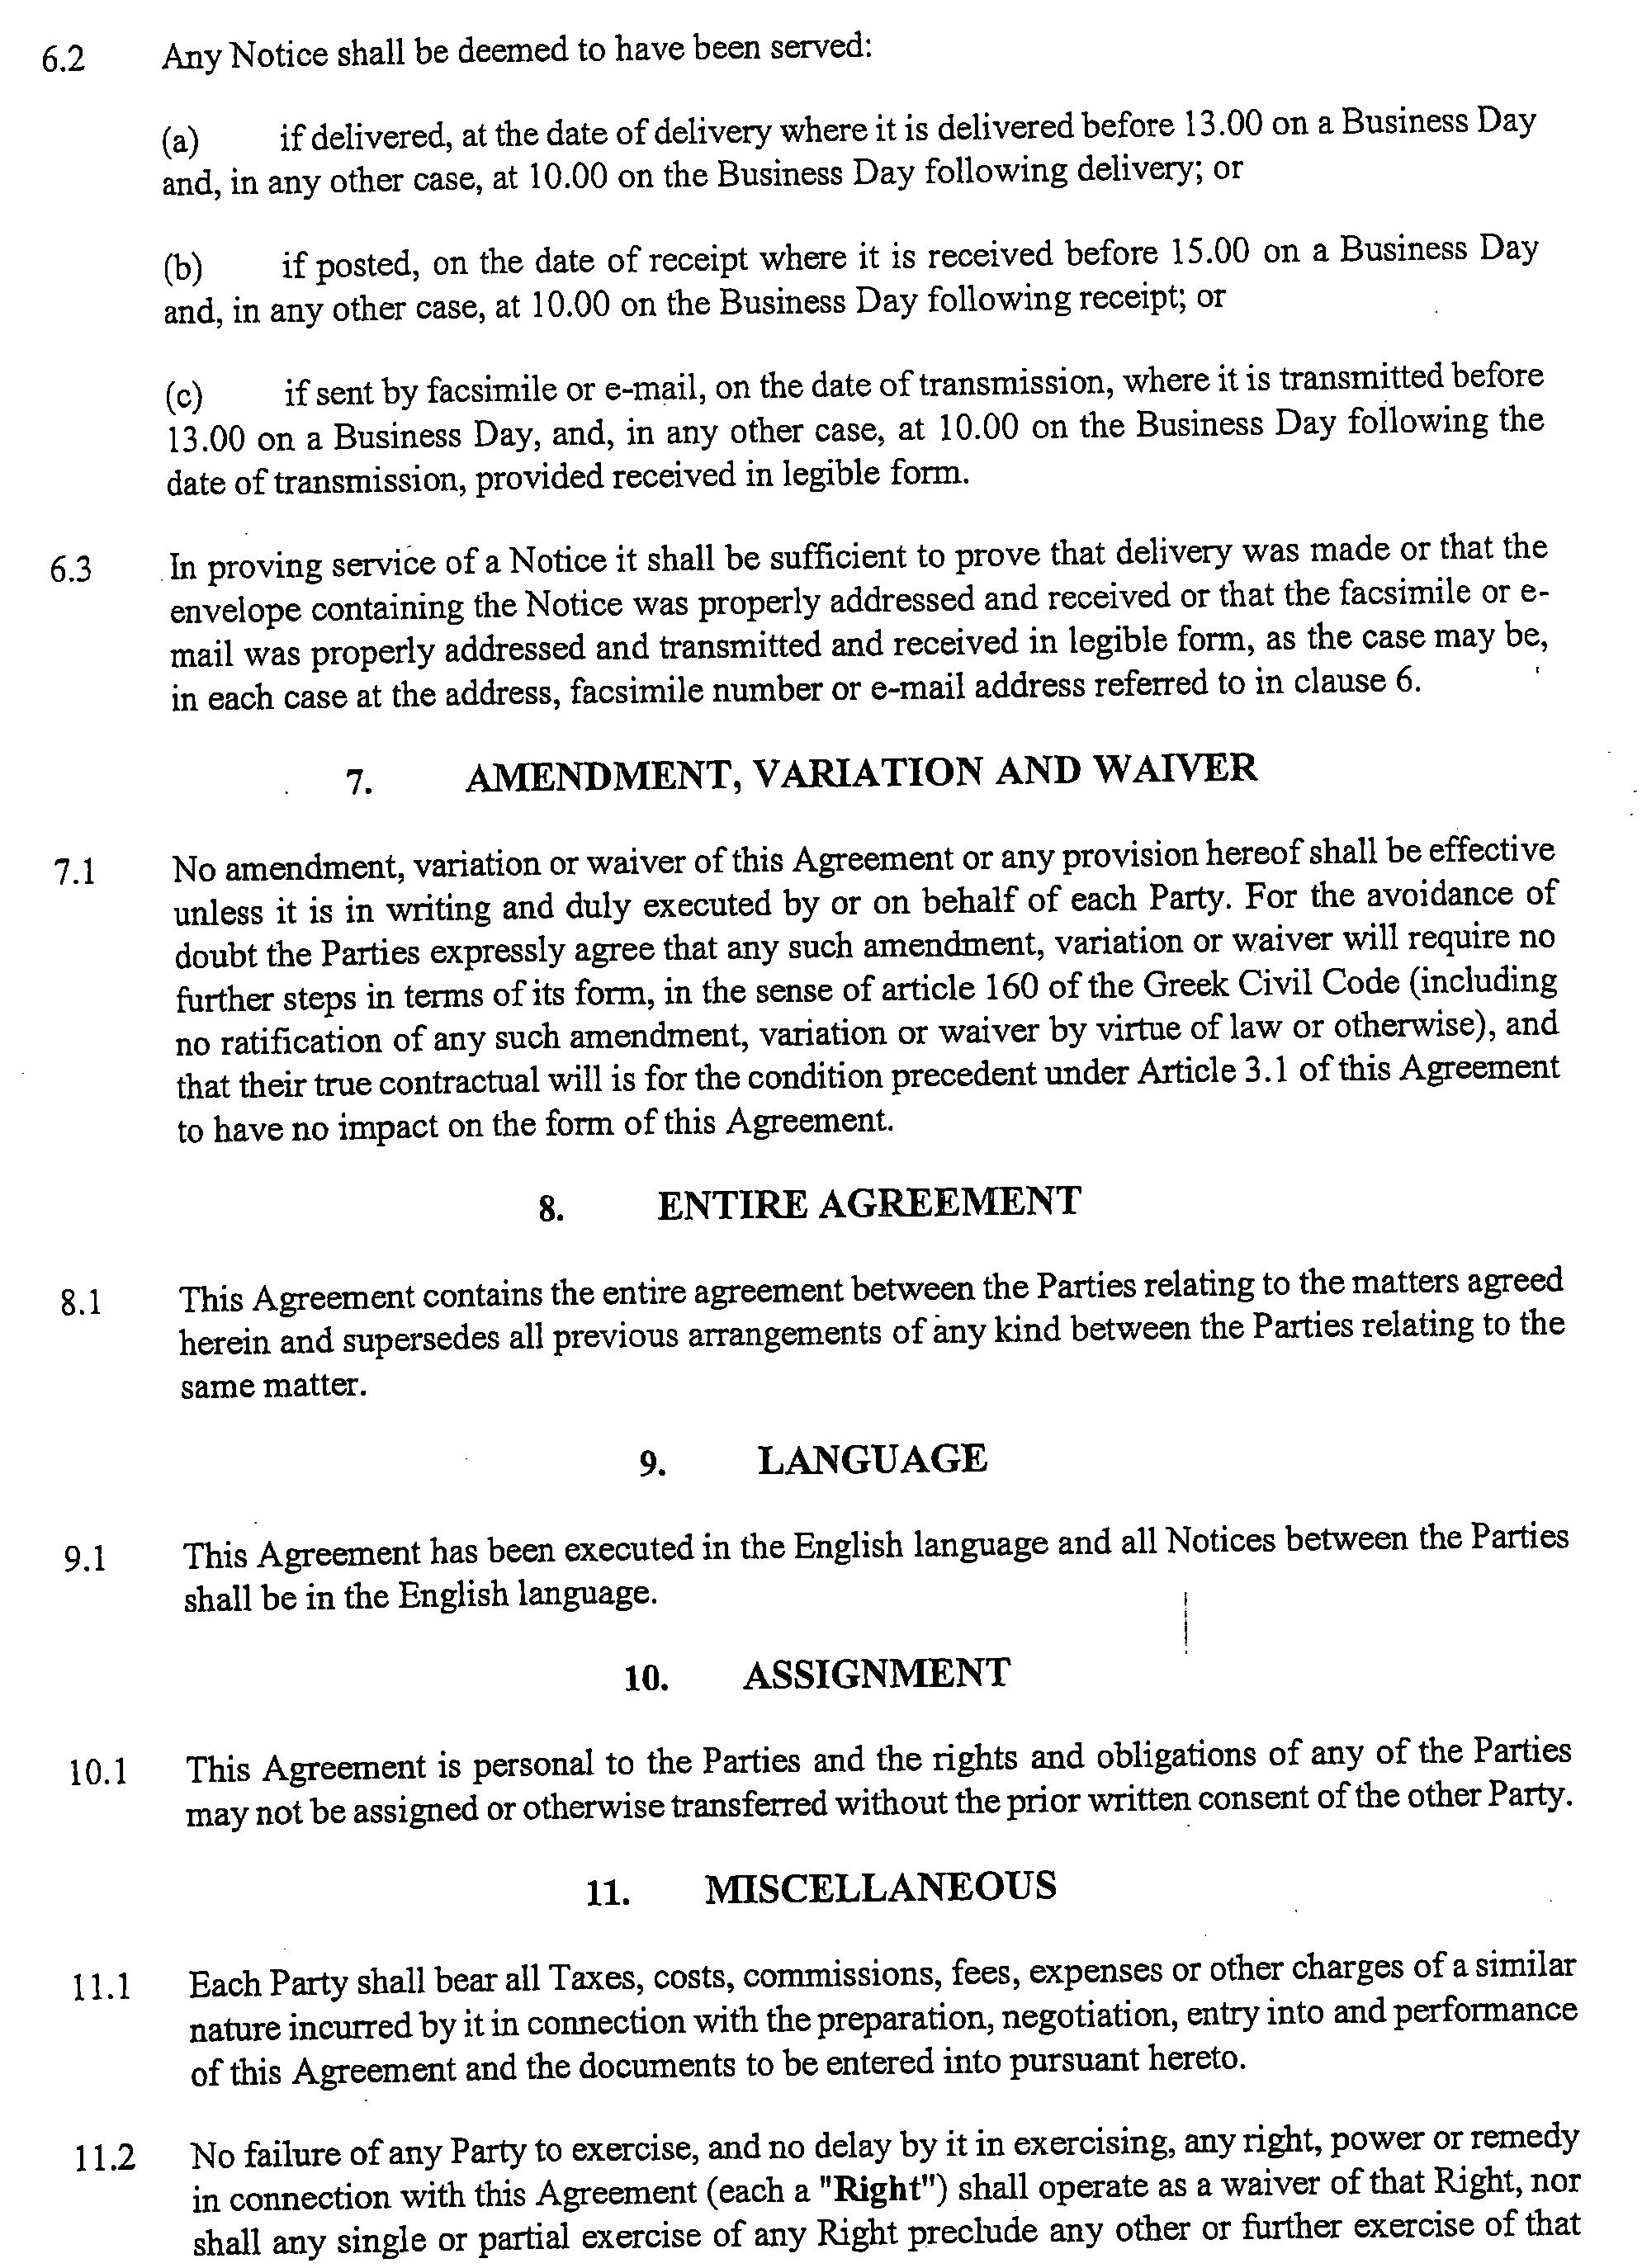 6.2 Any Notice shall be deemed to have been served:
(a) if delivered, at the date of delivery where it is delivered before 13.00 on a Business Day
and, in any other case, at 10.00 on the Business Day following delivery; or
(b) if posted, on the date of receipt where it is received before 15.00 on a Business Day
and, in any other case, at 10.00 on the Business Day following receipt; or
(c) if sent by facsimile or e-mail, on the date of transmission, where it is transmitted before
13.00 on a Business Day, and, in any other case, at 10.00 on the Business Day following the
date of transmission, provided received in legible form.
6.3 In proving service of a Notice it shall be sufficient to prove that delivery was made or that the
envelope containing the Notice was properly addressed and received or that the facsimile or e-
mail was properly addressed and transmitted and received in legible form, as the case may be,
in each case at the address, facsimile number or e-mail address referred to in clause 6.
7. AMENDMENT, VARIATION AND WAIVER
7.1 No amendment, variation or waiver of this Agreement or any provision hereof shall be effective
unless it is in writing and duly executed by or on behalf of each Party. For the avoidance of
doubt the Parties expressly agree that any such amendment, variation or waiver will require no
further steps in terms of its form, in the sense of article 160 of the Greek Civil Code (including
no ratification of any such amendment, variation or waiver by virtue of law or otherwise), and
that their true contractual will is for the condition precedent under Article 3.1 of this Agreement
to have no impact on the form of this Agreement.
8. ENTIRE AGREEMENT
8.1 This Agreement contains the entire agreement between the Parties relating to the matters agreed
herein and supersedes all previous arrangements of any kind between the Parties relating to the
same matter.
9. LANGUAGE
9.1 This Agreement has been executed in the English language and all Notices between the Parties
shall be in the English language.
10. ASSIGNMENT
10.1 This Agreement is personal to the Parties and the rights and obligations of any of the Parties
may not be assigned or otherwise transferred without the prior written consent of the other Party.
11. MISCELLANEOUS
11.1 Each Party shall bear all Taxes, costs, commissions, fees, expenses or other charges of a similar
nature incurred by it in connection with the preparation, negotiation, entry into and performance
of this Agreement and the documents to be entered into pursuant hereto.
11.2 No failure of any Party to exercise, and no delay by it in exercising, any right, power or remedy
in connection with this Agreement (each a "Right") shall operate as a waiver of that Right, nor
shall any single or partial exercise of any Right preclude any other or further exercise of that